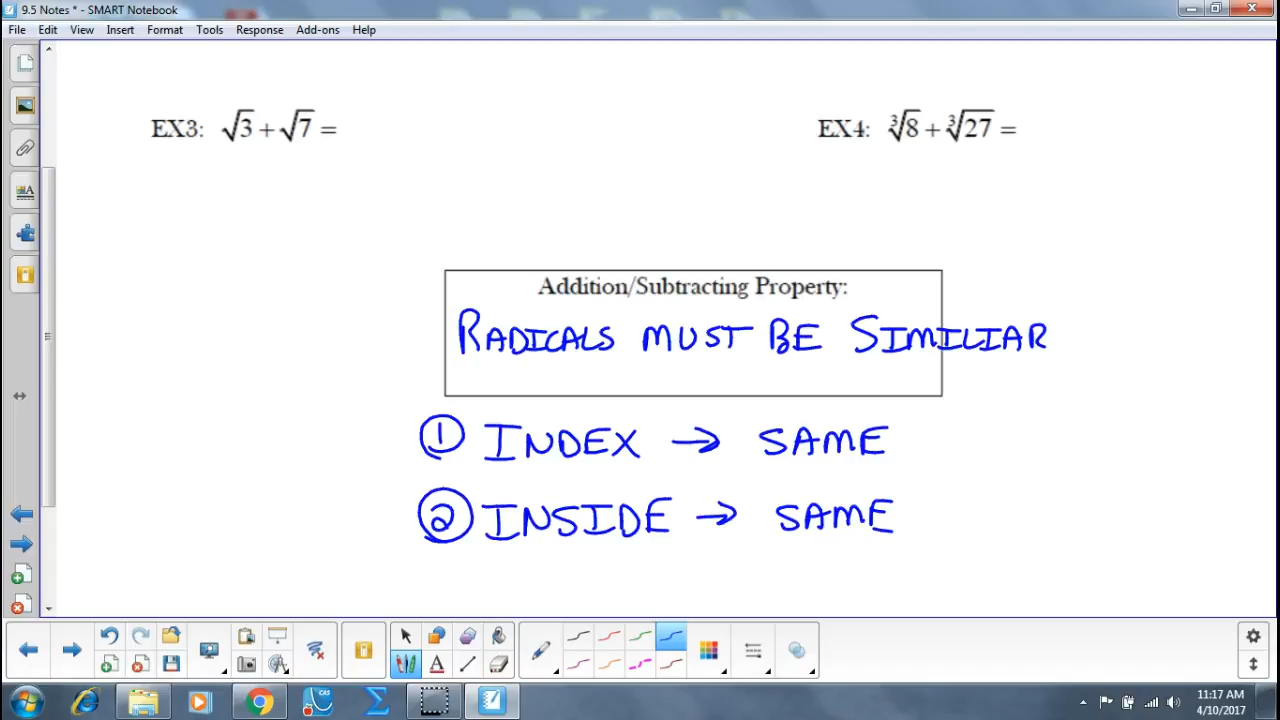 9.5 Notes * - SMART Notebook
File Edit View Insert Format Tools Response Add-ons Help
EX3: √3 + √7 =
EX4: ∛8 + ∛27 =
Addition/Subtracting Property:
RADICALS MUST BE SIMILIAR
① INDEX → SAME
② INSIDE → SAME
11:17 AM
4/10/2017